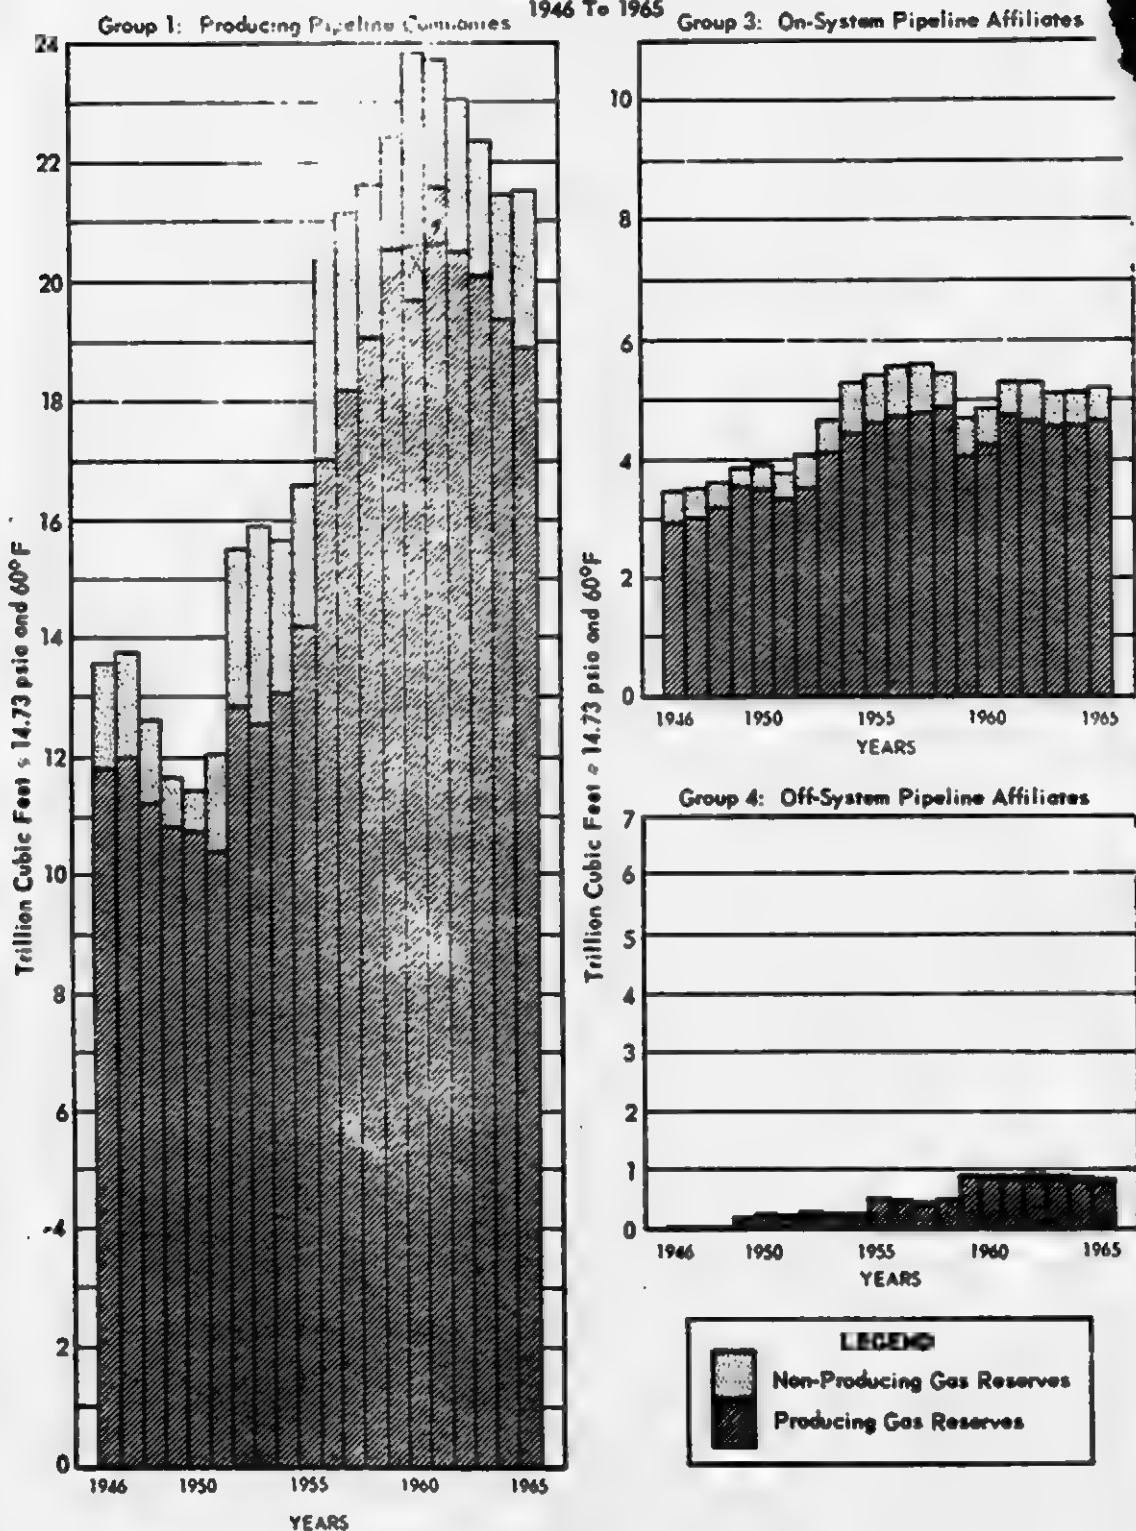 1946 To 1965
Group 1: Producing Pipeline Companies
24
22
20
18
16
14
12
10
8
6
4
2
0
Trillion Cubic Feet @ 14.73 psia and 60°F
1946 1950 1955 1960 1965
YEARS
Group 3: On-System Pipeline Affiliates
10
8
6
4
2
0
Trillion Cubic Feet @ 14.73 psia and 60°F
1946 1950 1955 1960 1965
YEARS
Group 4: Off-System Pipeline Affiliates
7
6
5
4
3
2
1
0
1946 1950 1955 1960 1965
YEARS
LEGEND
Non-Producing Gas Reserves
Producing Gas Reserves